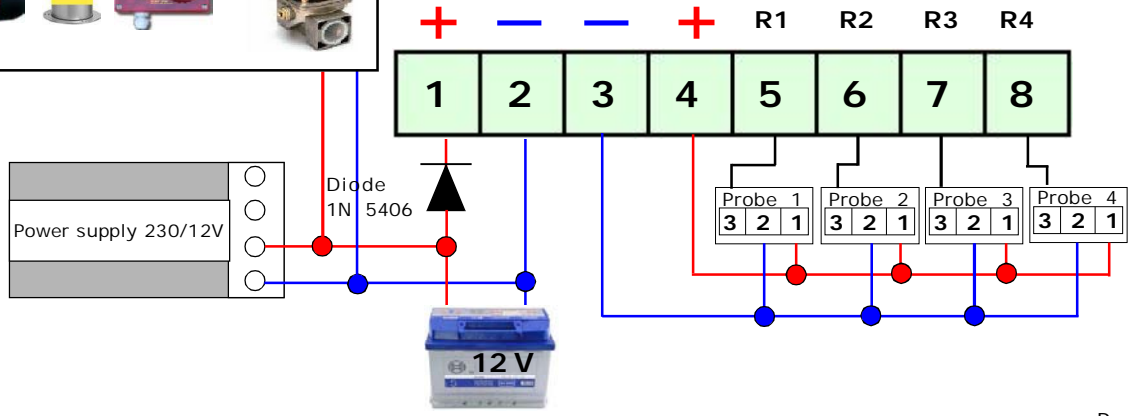 + — — + R1 R2 R3 R4
1 2 3 4 5 6 7 8
Diode
1N 5406
Power supply 230/12V
Probe 1
3 2 1
Probe 2
3 2 1
Probe 3
3 2 1
Probe 4
3 2 1
12 V